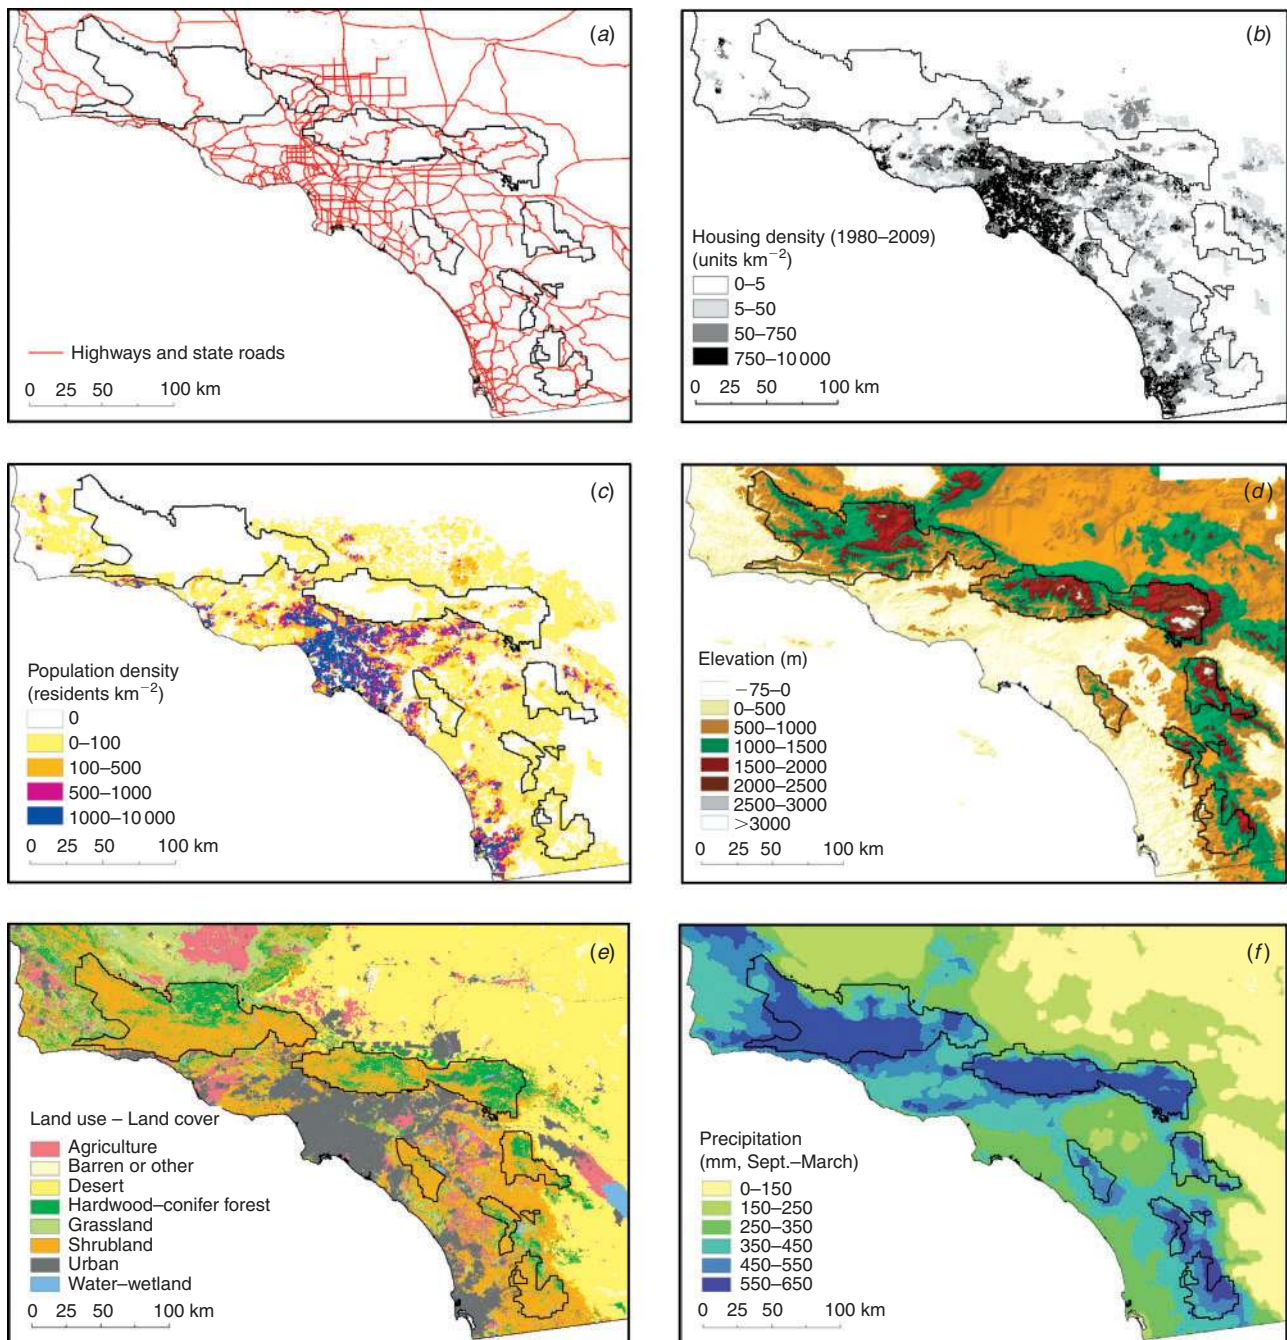 (a)
Highways and state roads
0 25 50 100 km
(b)
Housing density (1980–2009)
(units km−2)
0–5
5–50
50–750
750–10 000
0 25 50 100 km
(c)
Population density
(residents km−2)
0
0–100
100–500
500–1000
1000–10 000
0 25 50 100 km
(d)
Elevation (m)
−75–0
0–500
500–1000
1000–1500
1500–2000
2000–2500
2500–3000
>3000
0 25 50 100 km
(e)
Land use – Land cover
Agriculture
Barren or other
Desert
Hardwood–conifer forest
Grassland
Shrubland
Urban
Water–wetland
0 25 50 100 km
(f)
Precipitation
(mm, Sept.–March)
0–150
150–250
250–350
350–450
450–550
550–650
0 25 50 100 km